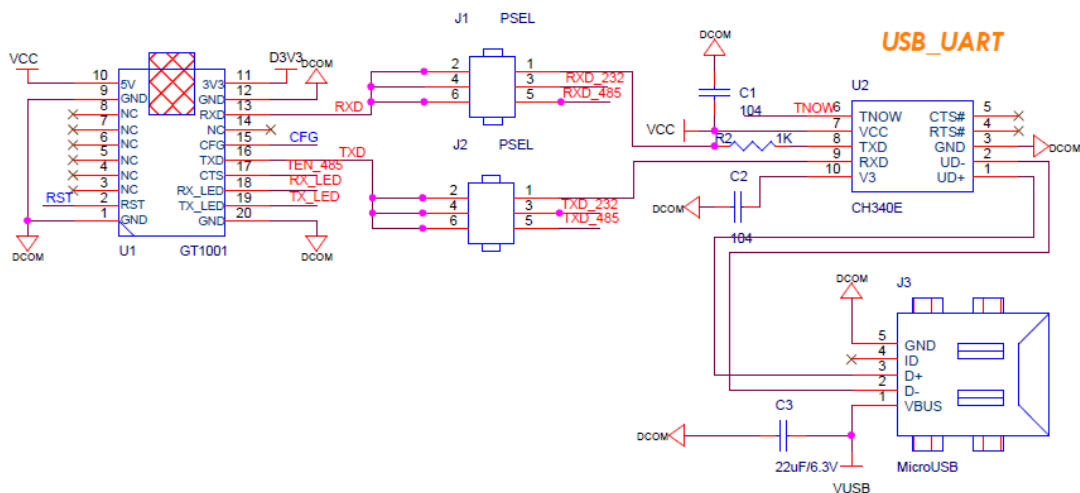 USB_UART
J1 PSEL
VCC
D3V3
DCOM
10 5V 3V3 11
9 GND GND 12
8 NC RXD 13
7 NC NC 14
6 NC CFG 15 CFG
5 NC TXD 16
4 NC CTS 17 TEN_485
3 NC RX_LED 18 RX_LED
RST 2 RST TX_LED 19 TX_LED
1 GND GND 20
DCOM
U1 GT1001
DCOM
RXD
TXD
2 1
4 3 RXD_232
6 5 RXD_485
J2 PSEL
2 1
4 3 TXD_232
6 5 TXD_485
DCOM
C1
104
VCC
R2 1K
C2
104
DCOM
U2
TNOW 6 TNOW CTS# 5
7 VCC RTS# 4
8 TXD GND 3
9 RXD UD- 2
10 V3 UD+ 1
CH340E
DCOM
DCOM
J3
5 GND
4 ID
3 D+
2 D-
1 VBUS
MicroUSB
DCOM
C3
22uF/6.3V
VUSB